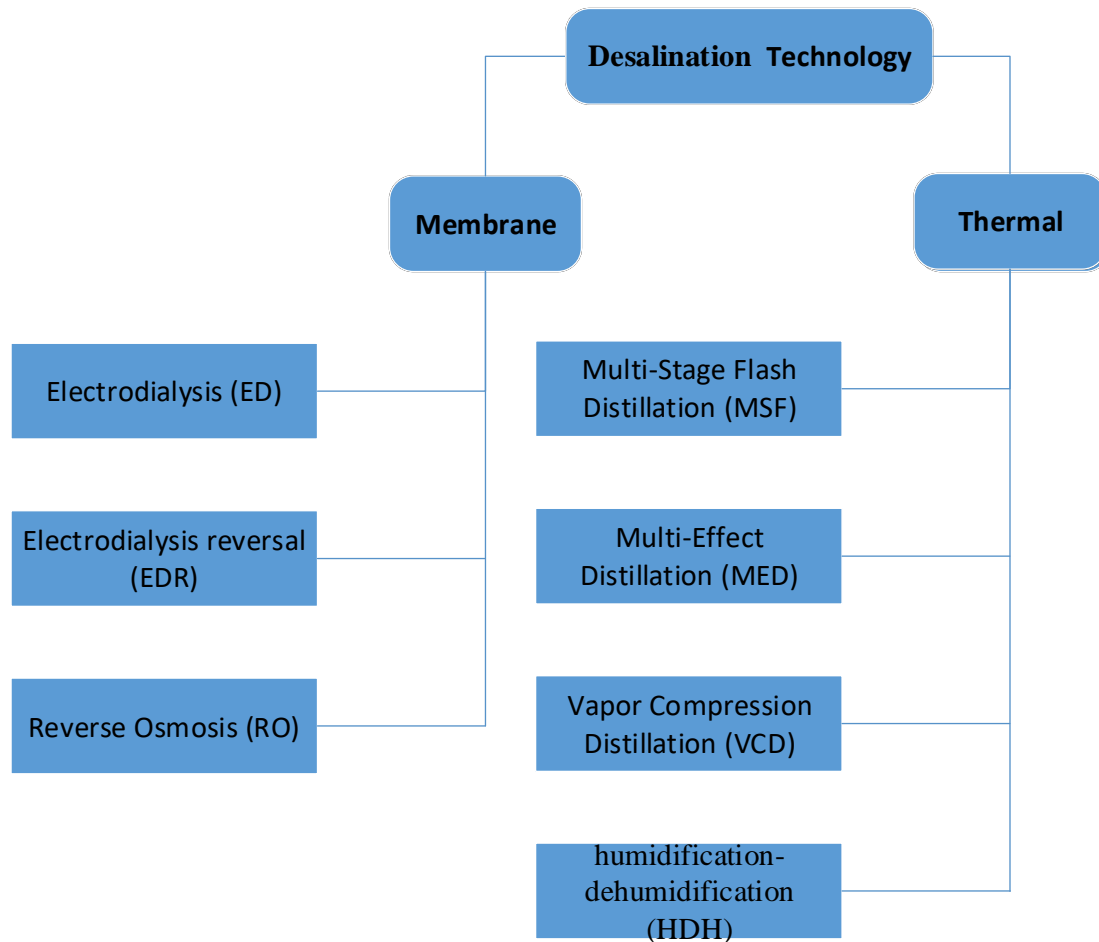 Desalination Technology
Membrane
Thermal
Electrodialysis (ED)
Electrodialysis reversal
(EDR)
Reverse Osmosis (RO)
Multi-Stage Flash
Distillation (MSF)
Multi-Effect
Distillation (MED)
Vapor Compression
Distillation (VCD)
humidification-
dehumidification
(HDH)